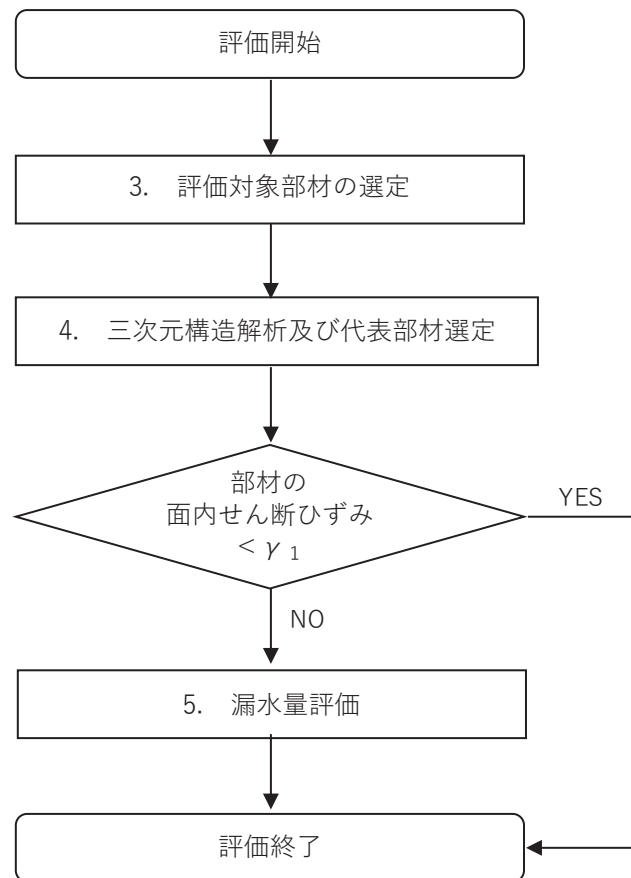 評価開始
3.　評価対象部材の選定
4.　三次元構造解析及び代表部材選定
部材の
面内せん断ひずみ
＜γ₁
YES
NO
5.　漏水量評価
評価終了